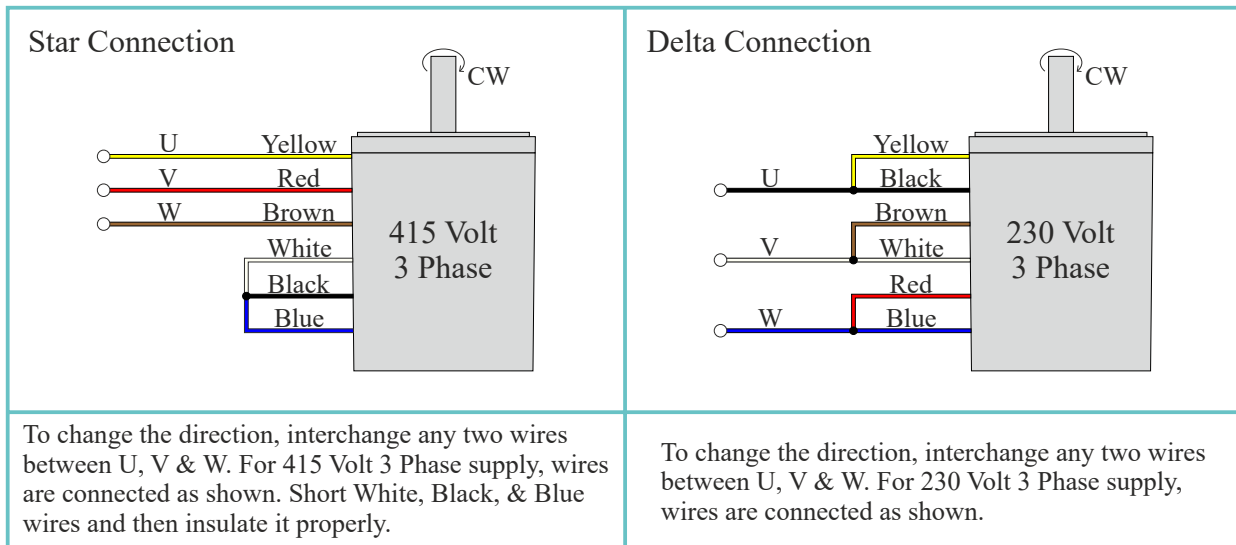 Star Connection
CW
U Yellow
V Red
W Brown
White
Black
Blue
415 Volt
3 Phase
To change the direction, interchange any two wires
between U, V & W. For 415 Volt 3 Phase supply, wires
are connected as shown. Short White, Black, & Blue
wires and then insulate it properly.
Delta Connection
CW
Yellow
U Black
Brown
V White
Red
W Blue
230 Volt
3 Phase
To change the direction, interchange any two wires
between U, V & W. For 230 Volt 3 Phase supply,
wires are connected as shown.